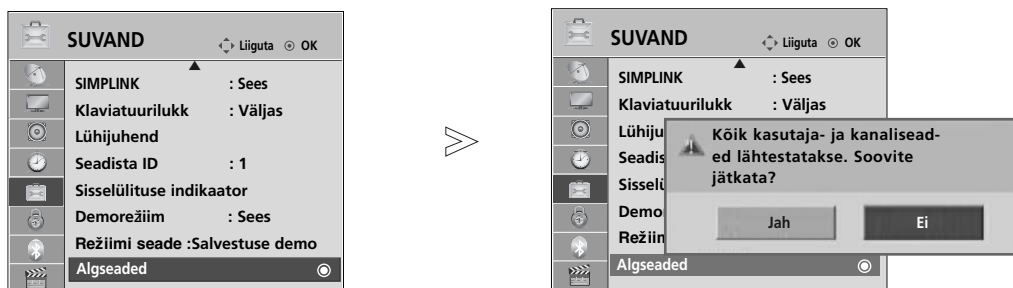 SUVAND
Liiguta OK
SIMPLINK : Sees
Klaviatuurilukk : Väljas
Lühijuhend
Seadista ID : 1
Sisselülituse indikaator
Demorežiim : Sees
Režiimi seade :Salvestuse demo
Algseaded
SUVAND
Liiguta OK
SIMPLINK : Sees
Klaviatuurilukk : Väljas
Lühiju
Seadis
Sisselü
Demo
Režiim
Algseaded
Kõik kasutaja- ja kanalisead-
ed lähtestatakse. Soovite
jätkata?
Jah Ei